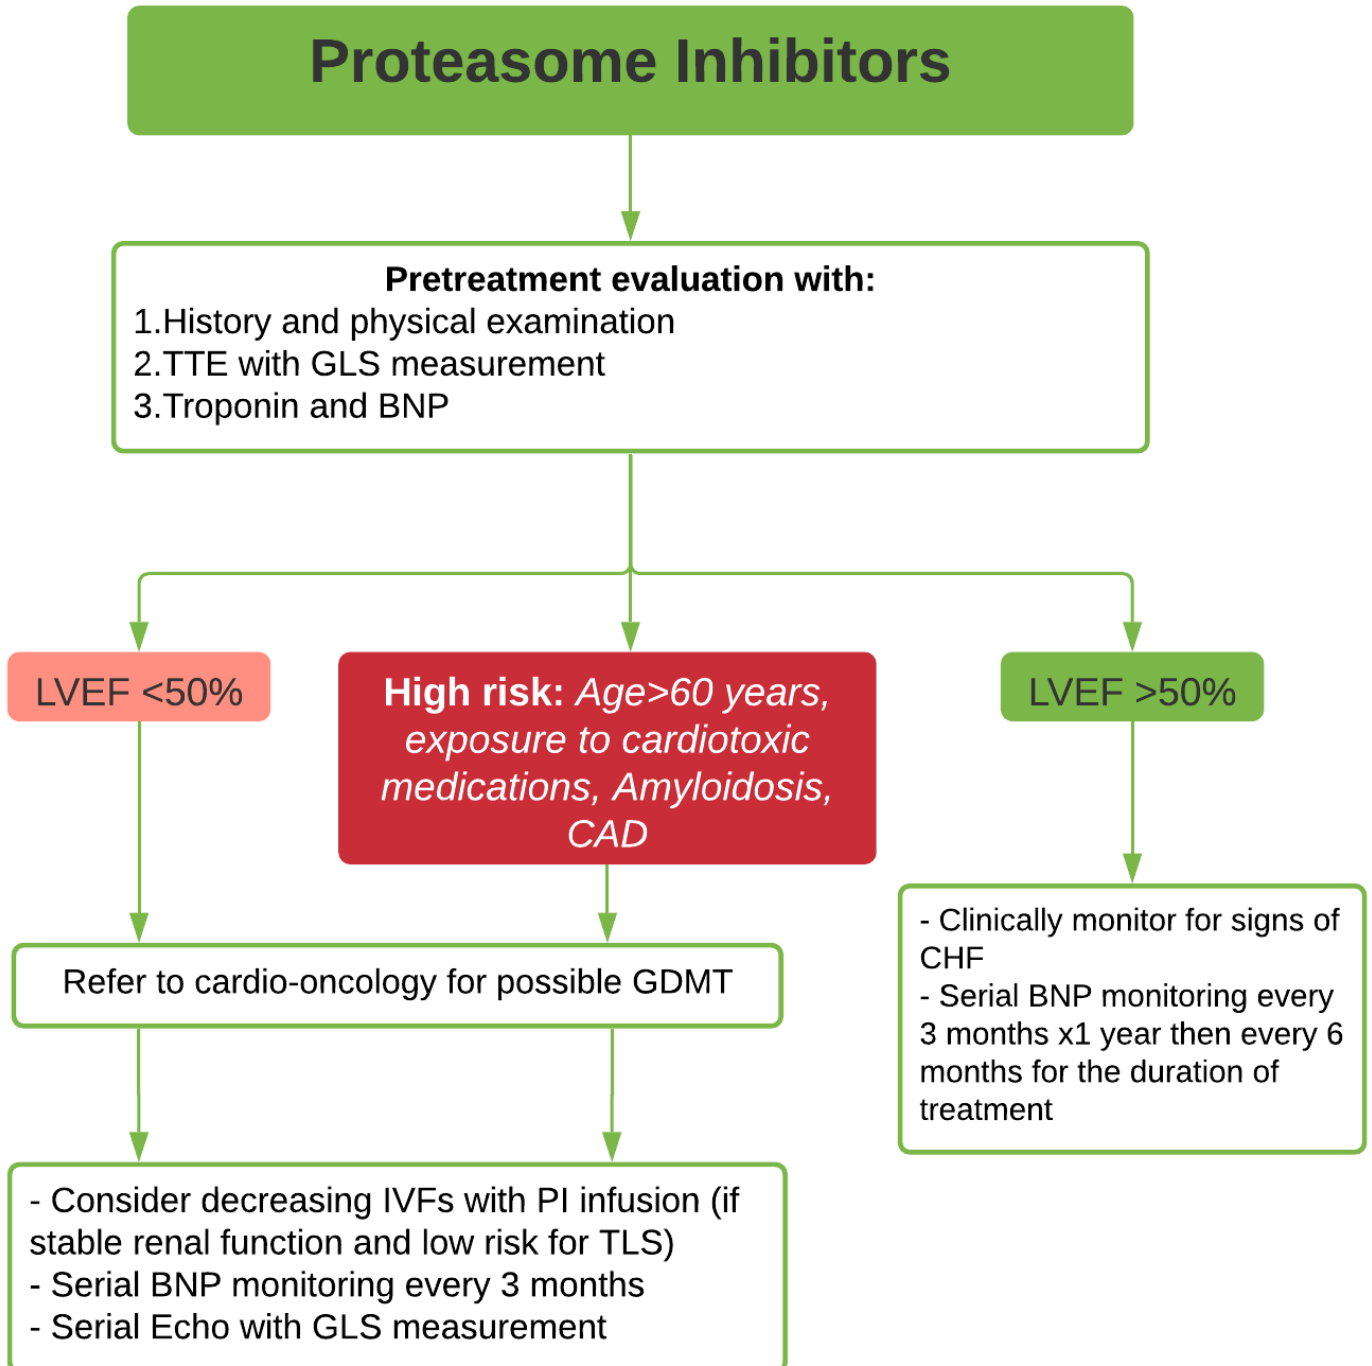 Proteasome Inhibitors
Pretreatment evaluation with:
1.History and physical examination
2.TTE with GLS measurement
3.Troponin and BNP
LVEF <50%
High risk: Age>60 years,
exposure to cardiotoxic
medications, Amyloidosis,
CAD
LVEF >50%
Refer to cardio-oncology for possible GDMT
- Clinically monitor for signs of
CHF
- Serial BNP monitoring every
3 months x1 year then every 6
months for the duration of
treatment
- Consider decreasing IVFs with PI infusion (if
stable renal function and low risk for TLS)
- Serial BNP monitoring every 3 months
- Serial Echo with GLS measurement